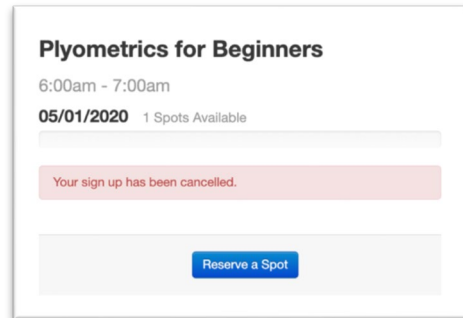 Plyometrics for Beginners
6:00am - 7:00am
05/01/2020 1 Spots Available
Your sign up has been cancelled.
Reserve a Spot